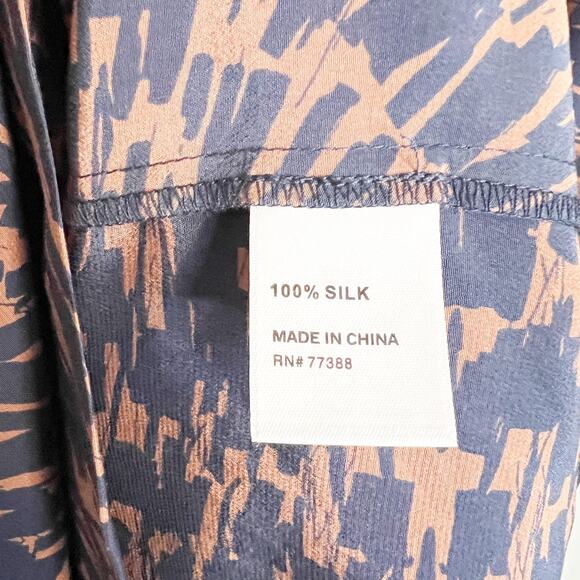 100% SILK
MADE IN CHINA
RN# 77388